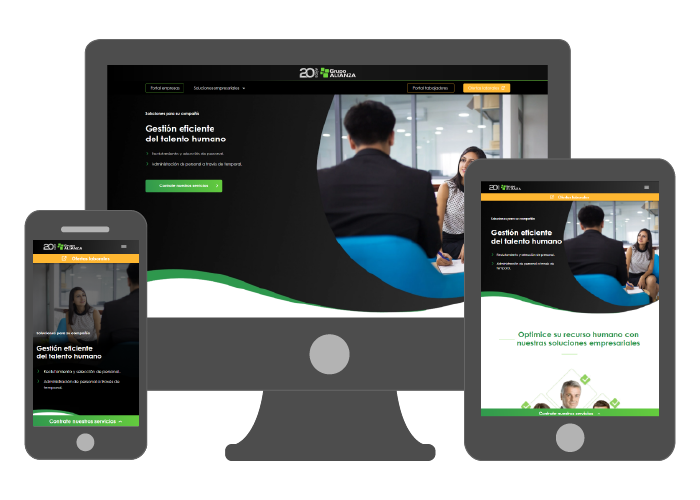 20 AÑOS Grupo
ALIANZA
Portal empresas
Soluciones empresariales
Portal trabajadores
Ofertas laborales
Soluciones para su compañía
Gestión eficiente
del talento humano
Reclutamiento y selección de personal.
Administración de personal a través de temporal.
Contrate nuestros servicios
20 Grupo
ALIANZA
Ofertas laborales
Soluciones para su compañía
Gestión eficiente
del talento humano
Reclutamiento y selección de personal.
Administración de personal a través de
temporal.
Contrate nuestros servicios
20 Grupo
ALIANZA
Ofertas laborales
Soluciones para su compañía
Gestión eficiente
del talento humano
Reclutamiento y selección de personal.
Administración de personal a través de
temporal.
Optimice su recurso humano con
nuestras soluciones empresariales
Contrate nuestros servicios